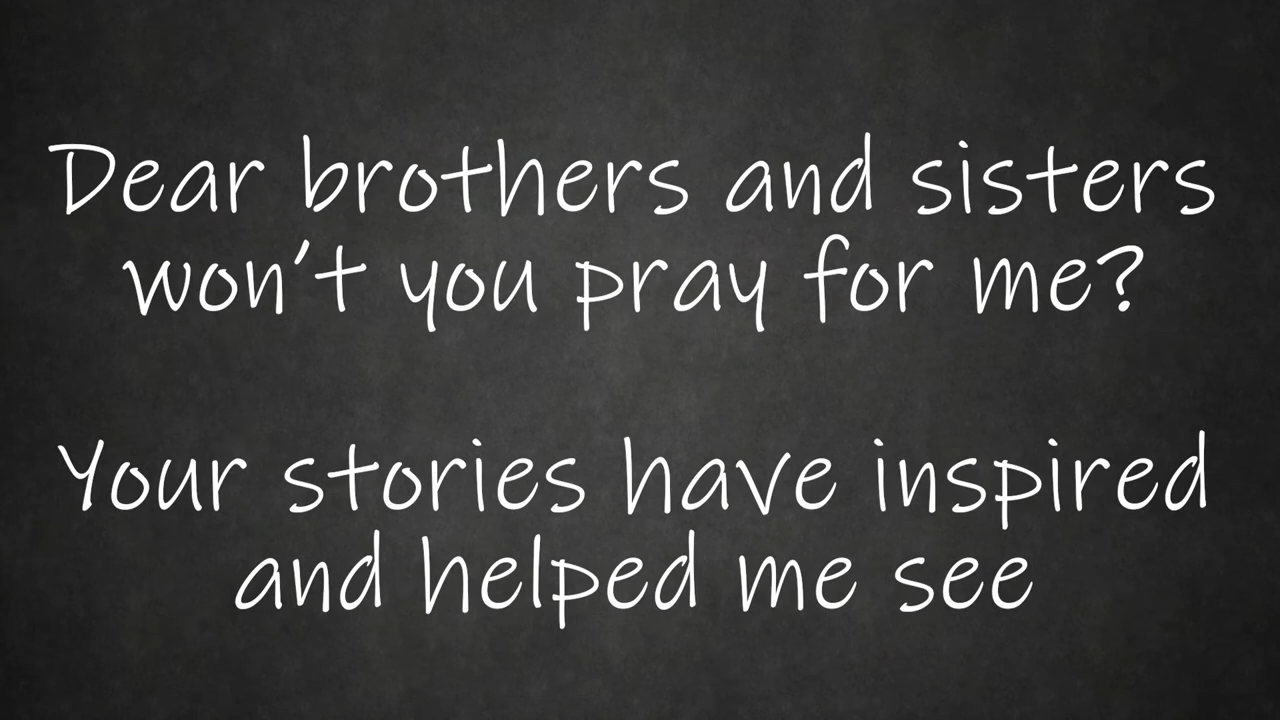 Dear brothers and sisters
won't you pray for me?
Your stories have inspired
and helped me see